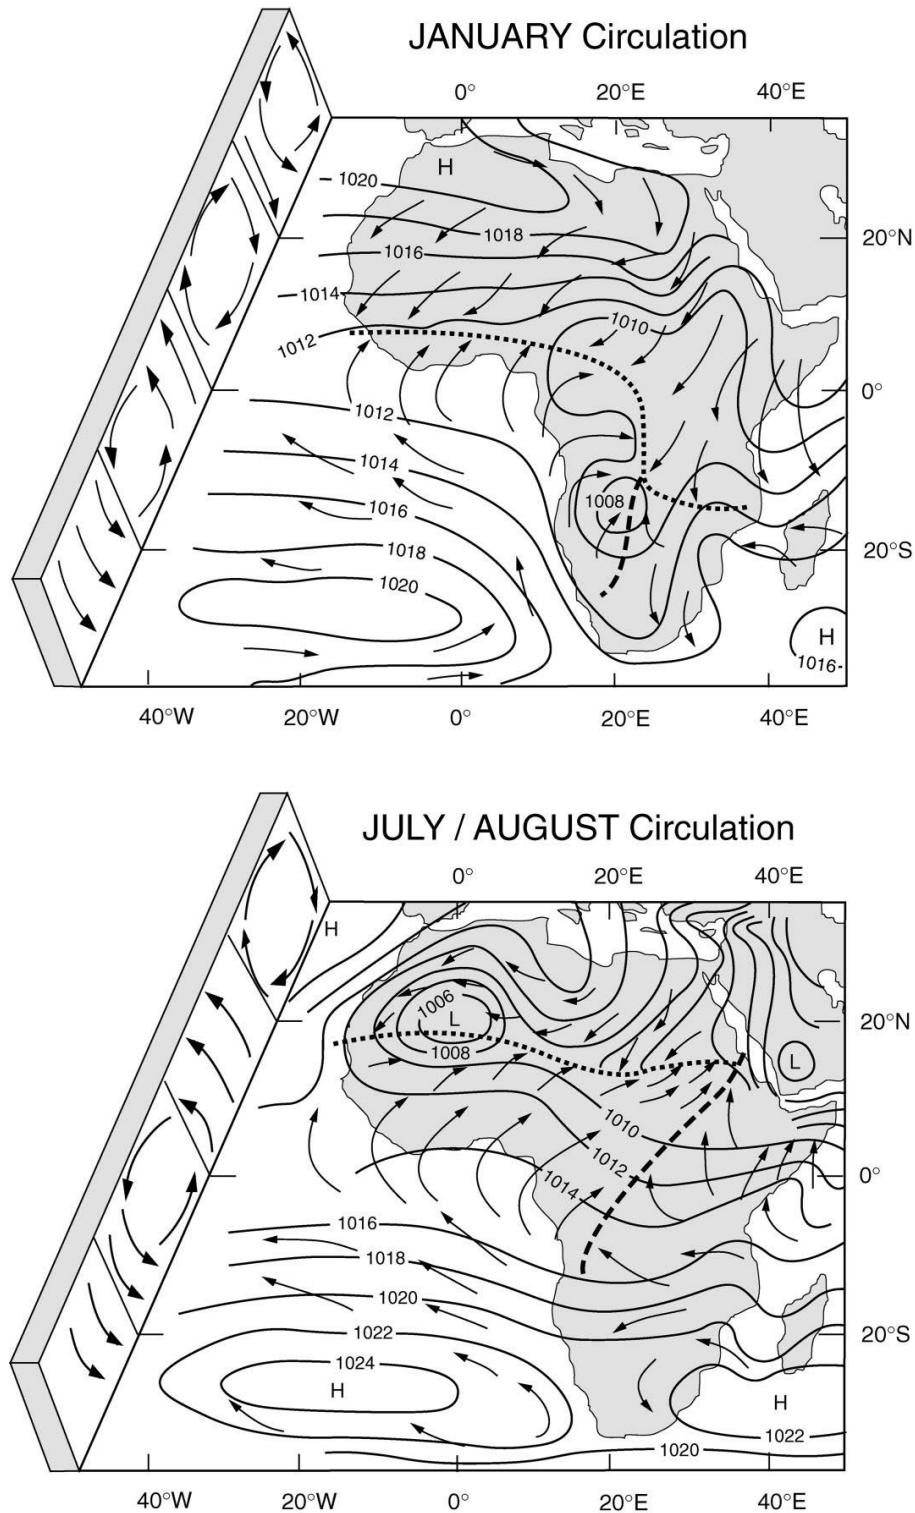 JANUARY Circulation
0° 20°E 40°E
H
1020
1018
20°N
1016
1014
1010
1012
0°
1012
1014
1008
1016
1018
20°S
1020
H
1016-
40°W 20°W 0° 20°E 40°E
JULY / AUGUST Circulation
0° 20°E 40°E
H
1006
L
20°N
1008
L
1010
1012
0°
1014
1016
1018
1020
1022
20°S
1024
H
H
1022
1020
40°W 20°W 0° 20°E 40°E